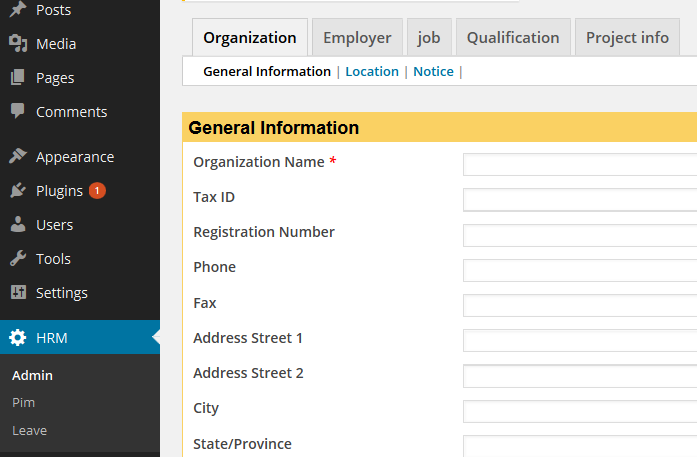 Posts
Media
Pages
Comments
Appearance
Plugins 1
Users
Tools
Settings
HRM
Admin
Pim
Leave
Organization Employer job Qualification Project info
General Information | Location | Notice |
General Information
Organization Name *
Tax ID
Registration Number
Phone
Fax
Address Street 1
Address Street 2
City
State/Province